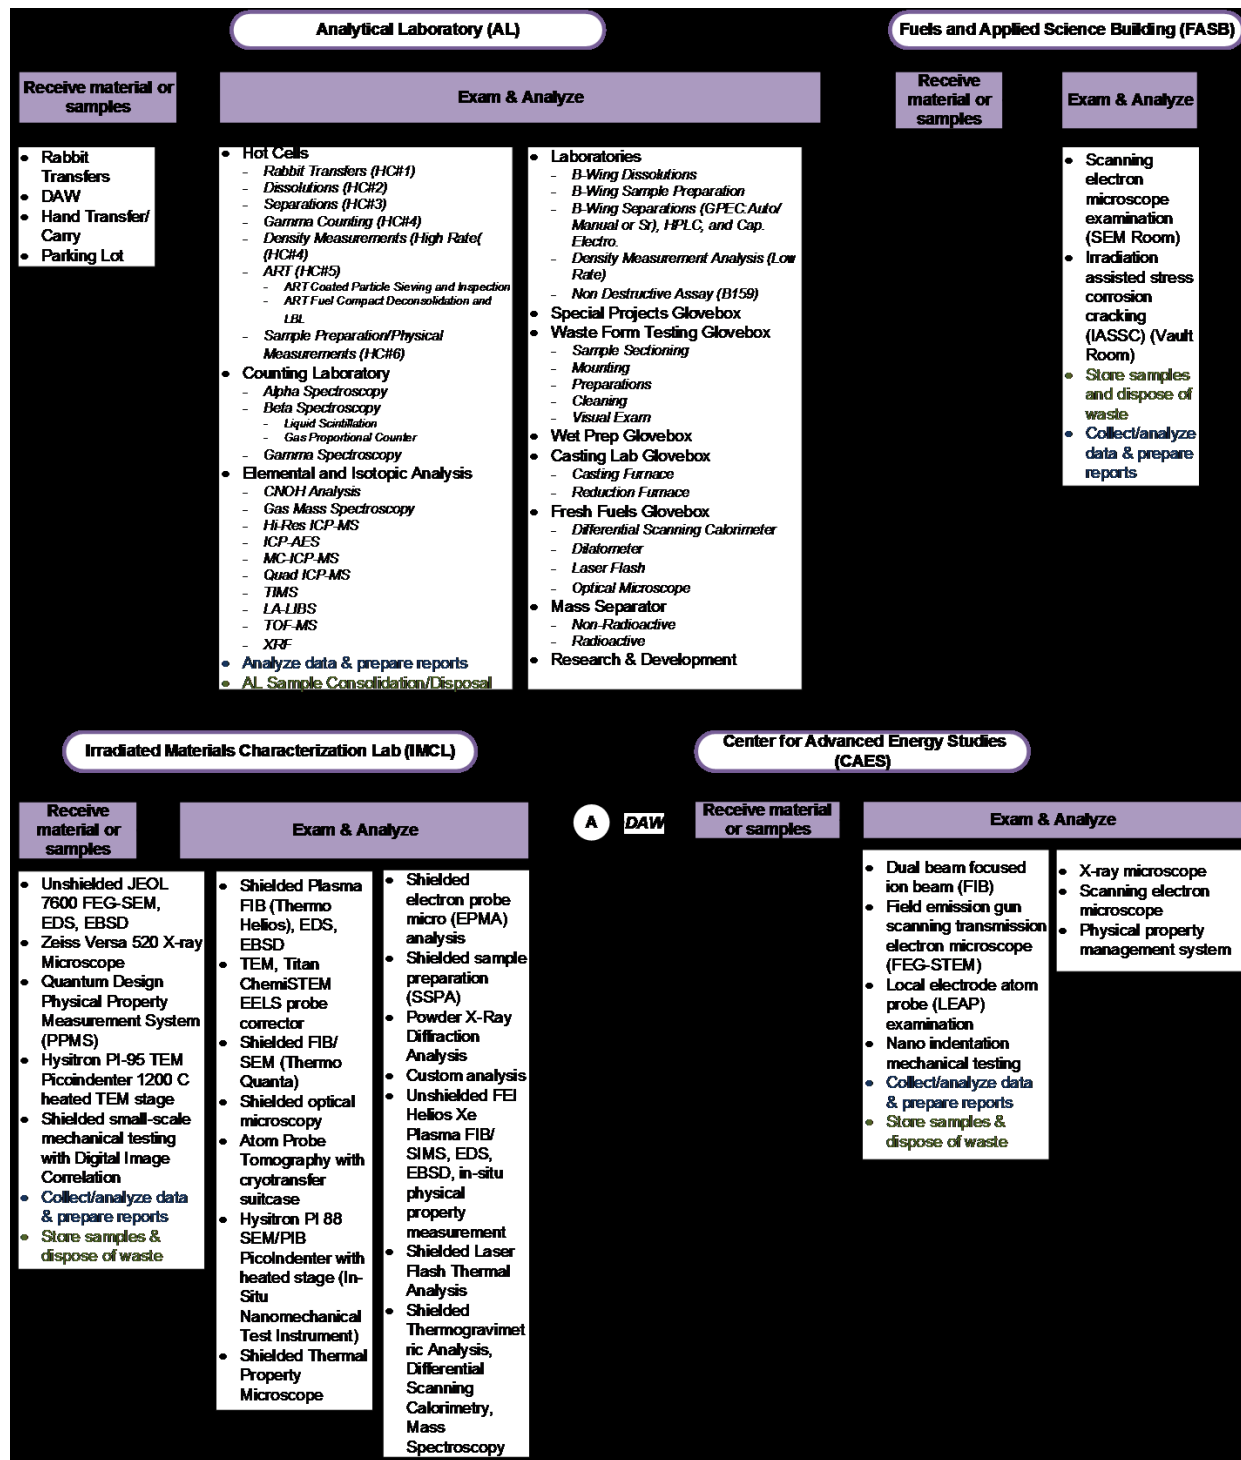 Analytical Laboratory (AL)
Receive material or
samples
Exam & Analyze
• Rabbit
Transfers
• DAW
• Hand Transfer/
Carry
• Parking Lot
• Hot Cells
- Rabbit Transfers (HC#1)
- Dissolutions (HC#2)
- Separations (HC#3)
- Gamma Counting (HC#4)
- Density Measurements (High Rate(
(HC#4)
- ART (HC#5)
- ART Coated Particle Sieving and Inspection
- ART Fuel Compact Deconsolidation and
LBL
- Sample Preparation/Physical
Measurements (HC#6)
• Counting Laboratory
- Alpha Spectroscopy
- Beta Spectroscopy
- Liquid Scintillation
- Gas Proportional Counter
- Gamma Spectroscopy
• Elemental and Isotopic Analysis
- CNOH Analysis
- Gas Mass Spectroscopy
- Hi-Res ICP-MS
- ICP-AES
- MC-ICP-MS
- Quad ICP-MS
- TIMS
- LA-LIBS
- TOF-MS
- XRF
• Analyze data & prepare reports
• AL Sample Consolidation/Disposal
• Laboratories
- B-Wing Dissolutions
- B-Wing Sample Preparation
- B-Wing Separations (GPEC:Auto/
Manual or Sr), HPLC, and Cap.
Electro.
- Density Measurement Analysis (Low
Rate)
- Non Destructive Assay (B159)
• Special Projects Glovebox
• Waste Form Testing Glovebox
- Sample Sectioning
- Mounting
- Preparations
- Cleaning
- Visual Exam
• Wet Prep Glovebox
• Casting Lab Glovebox
- Casting Furnace
- Reduction Furnace
• Fresh Fuels Glovebox
- Differential Scanning Calorimeter
- Dilatometer
- Laser Flash
- Optical Microscope
• Mass Separator
- Non-Radioactive
- Radioactive
• Research & Development
Fuels and Applied Science Building (FASB)
Receive
material or
samples
Exam & Analyze
• Scanning
electron
microscope
examination
(SEM Room)
• Irradiation
assisted stress
corrosion
cracking
(IASSC) (Vault
Room)
• Store samples
and dispose of
waste
• Collect/analyze
data & prepare
reports
Irradiated Materials Characterization Lab (IMCL)
Receive
material or
samples
Exam & Analyze
• Unshielded JEOL
7600 FEG-SEM,
EDS, EBSD
• Zeiss Versa 520 X-ray
Microscope
• Quantum Design
Physical Property
Measurement System
(PPMS)
• Hysitron PI-95 TEM
Picoindenter 1200 C
heated TEM stage
• Shielded small-scale
mechanical testing
with Digital Image
Correlation
• Collect/analyze data
& prepare reports
• Store samples &
dispose of waste
• Shielded Plasma
FIB (Thermo
Helios), EDS,
EBSD
• TEM, Titan
ChemiSTEM
EELS probe
corrector
• Shielded FIB/
SEM (Thermo
Quanta)
• Shielded optical
microscopy
• Atom Probe
Tomography with
cryotransfer
suitcase
• Hysitron PI 88
SEM/PIB
PicoIndenter with
heated stage (In-
Situ
Nanomechanical
Test Instrument)
• Shielded Thermal
Property
Microscope
• Shielded
electron probe
micro (EPMA)
analysis
• Shielded sample
preparation
(SSPA)
• Powder X-Ray
Diffraction
Analysis
• Custom analysis
• Unshielded FEI
Helios Xe
Plasma FIB/
SIMS, EDS,
EBSD, in-situ
physical
property
measurement
• Shielded Laser
Flash Thermal
Analysis
• Shielded
Thermogravimet
ric Analysis,
Differential
Scanning
Calorimetry,
Mass
Spectroscopy
Center for Advanced Energy Studies
(CAES)
A DAW
Receive material
or samples
Exam & Analyze
• Dual beam focused
ion beam (FIB)
• Field emission gun
scanning transmission
electron microscope
(FEG-STEM)
• Local electrode atom
probe (LEAP)
examination
• Nano indentation
mechanical testing
• Collect/analyze data
& prepare reports
• Store samples &
dispose of waste
• X-ray microscope
• Scanning electron
microscope
• Physical property
management system